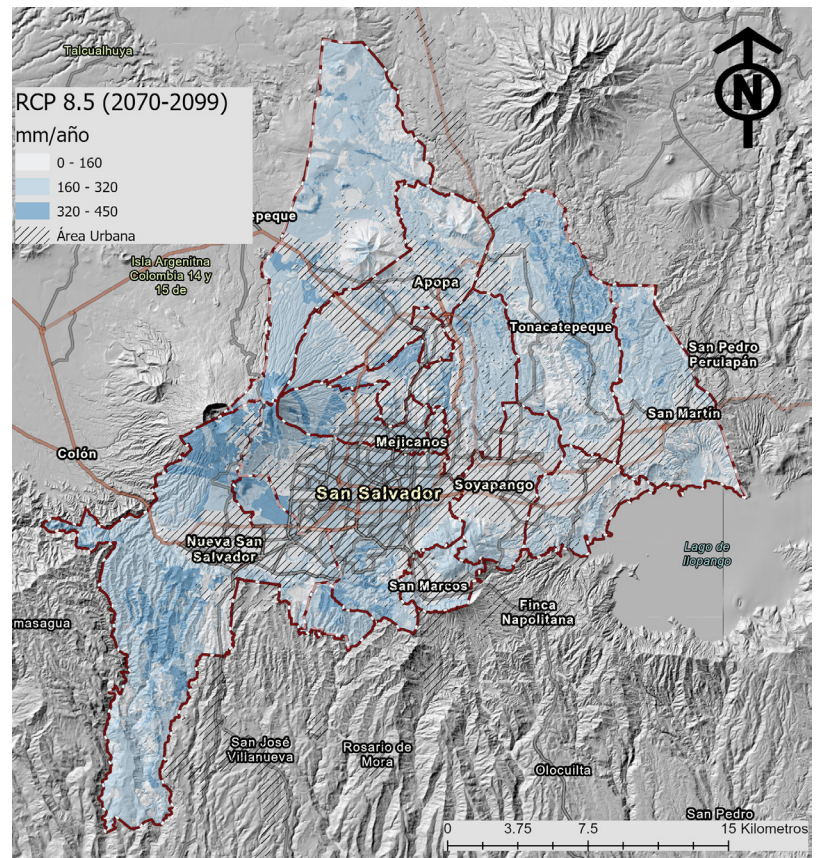 Talcualhuya
N
RCP 8.5 (2070-2099)
mm/año
0 - 160
160 - 320
320 - 450
Área Urbana
epeque
Isla Argenitna
Colombia 14 y
15 de
Apopa
Tonacatepeque
San Pedro
Perulapán
San Martín
Colón
Mejicanos
San Salvador
Soyapango
Nueva San
Salvador
Lago de
Ilopango
San Marcos
Finca
Napolitana
masagua
San José
Villanueva
Rosario de
Mora
Olocuilta
San Pedro
0 3.75 7.5 15 Kilometros